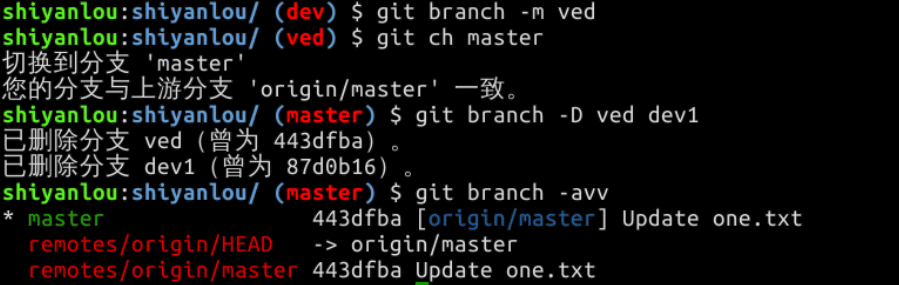 shiyanlou:shiyanlou/ (dev) $ git branch -m ved
shiyanlou:shiyanlou/ (ved) $ git ch master
切换到分支 'master'
您的分支与上游分支 'origin/master' 一致。
shiyanlou:shiyanlou/ (master) $ git branch -D ved dev1
已删除分支 ved（曾为 443dfba）。
已删除分支 dev1（曾为 87d0b16）。
shiyanlou:shiyanlou/ (master) $ git branch -avv
* master                443dfba [origin/master] Update one.txt
  remotes/origin/HEAD   -> origin/master
  remotes/origin/master 443dfba Update one.txt